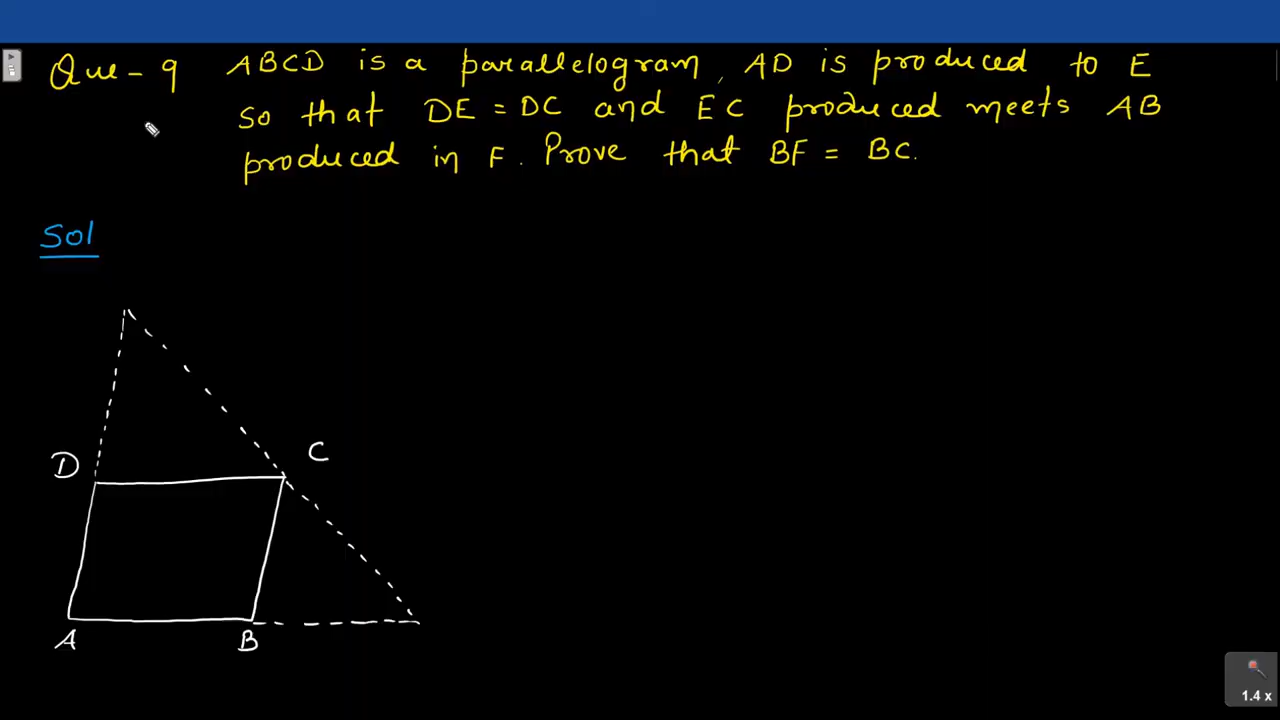 Que - 9 ABCD is a parallelogram, AD is produced to E
so that DE = DC and EC produced meets AB
produced in F. Prove that BF = BC.
Sol
D
C
A
B
1.4 x